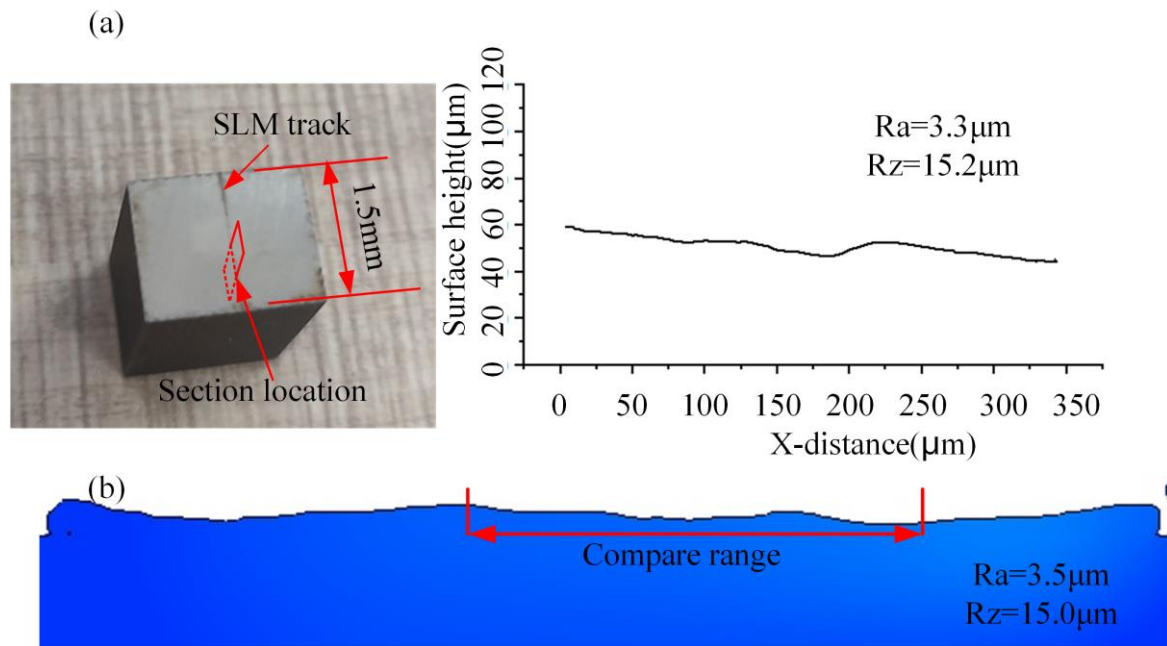 (a)
SLM track
1.5mm
Section location
Surface height(μm)
0 20 40 60 80 100 120
Ra=3.3μm
Rz=15.2μm
0 50 100 150 200 250 300 350
X-distance(μm)
(b)
Compare range
Ra=3.5μm
Rz=15.0μm